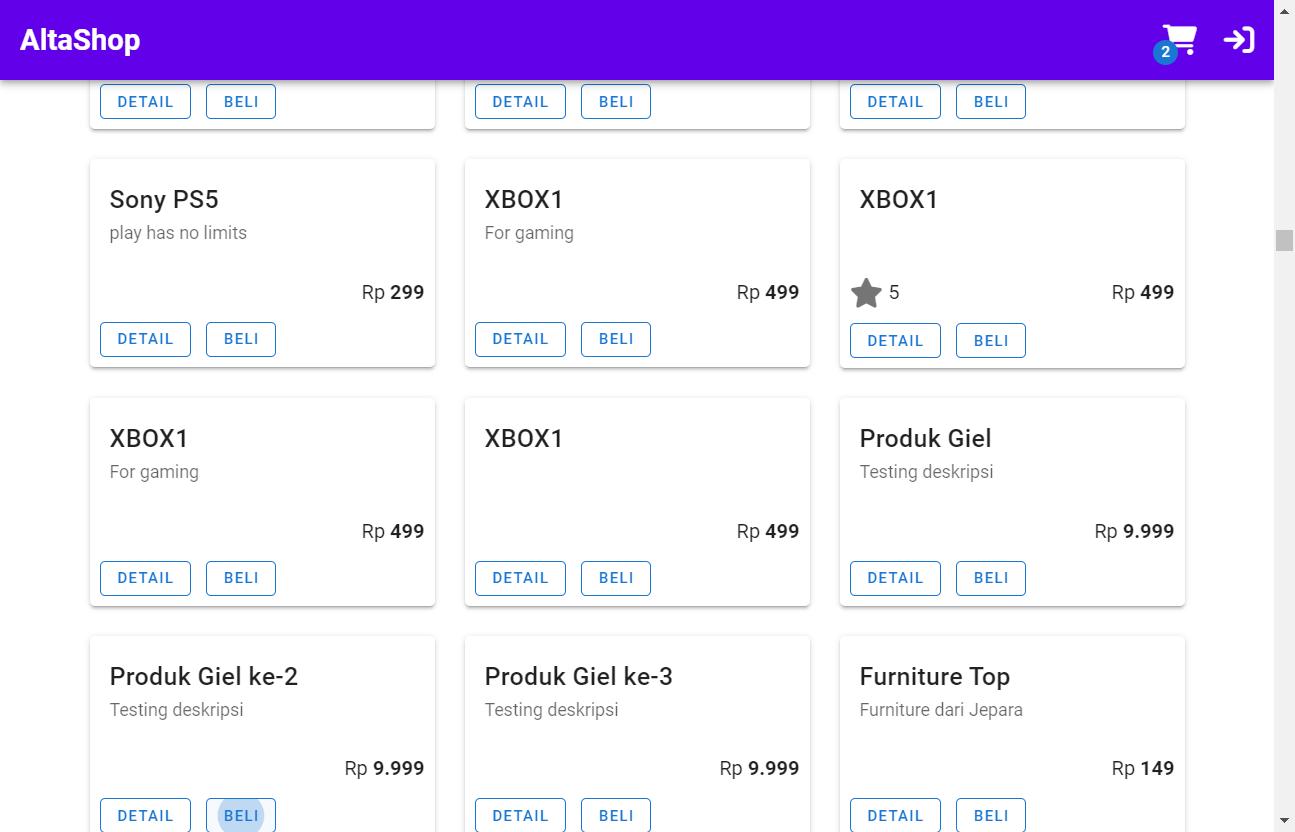 AltaShop
2
DETAIL BELI DETAIL BELI DETAIL BELI
Sony PS5
play has no limits
Rp 299
DETAIL BELI
XBOX1
For gaming
Rp 499
DETAIL BELI
XBOX1
5 Rp 499
DETAIL BELI
XBOX1
For gaming
Rp 499
DETAIL BELI
XBOX1
Rp 499
DETAIL BELI
Produk Giel
Testing deskripsi
Rp 9.999
DETAIL BELI
Produk Giel ke-2
Testing deskripsi
Rp 9.999
DETAIL BELI
Produk Giel ke-3
Testing deskripsi
Rp 9.999
DETAIL BELI
Furniture Top
Furniture dari Jepara
Rp 149
DETAIL BELI